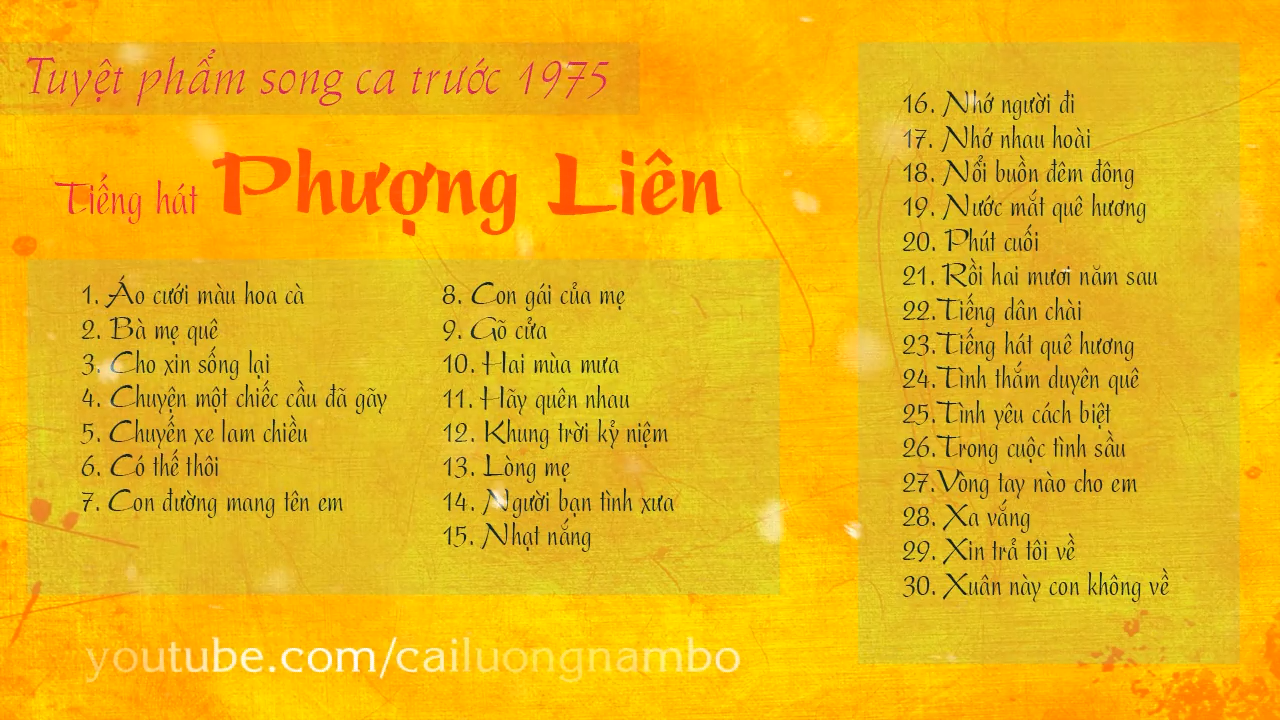 Tuyệt phẩm song ca trước 1975
Tiếng hát Phượng Liên
1. Áo cưới màu hoa cà
2. Bà mẹ quê
3. Cho xin sống lại
4. Chuyện một chiếc cầu đã gãy
5. Chuyến xe lam chiều
6. Có thế thôi
7. Con đường mang tên em
8. Con gái của mẹ
9. Gõ cửa
10. Hai mùa mưa
11. Hãy quên nhau
12. Khung trời kỷ niệm
13. Lòng mẹ
14. Người bạn tình xưa
15. Nhạt nắng
16. Nhớ người đi
17. Nhớ nhau hoài
18. Nổi buồn đêm đông
19. Nước mắt quê hương
20. Phút cuối
21. Rồi hai mươi năm sau
22.Tiếng dân chài
23.Tiếng hát quê hương
24.Tình thắm duyên quê
25.Tình yêu cách biệt
26.Trong cuộc tình sầu
27.Vòng tay nào cho em
28. Xa vắng
29. Xin trả tôi về
30. Xuân này con không về
youtube.com/cailuongnambo